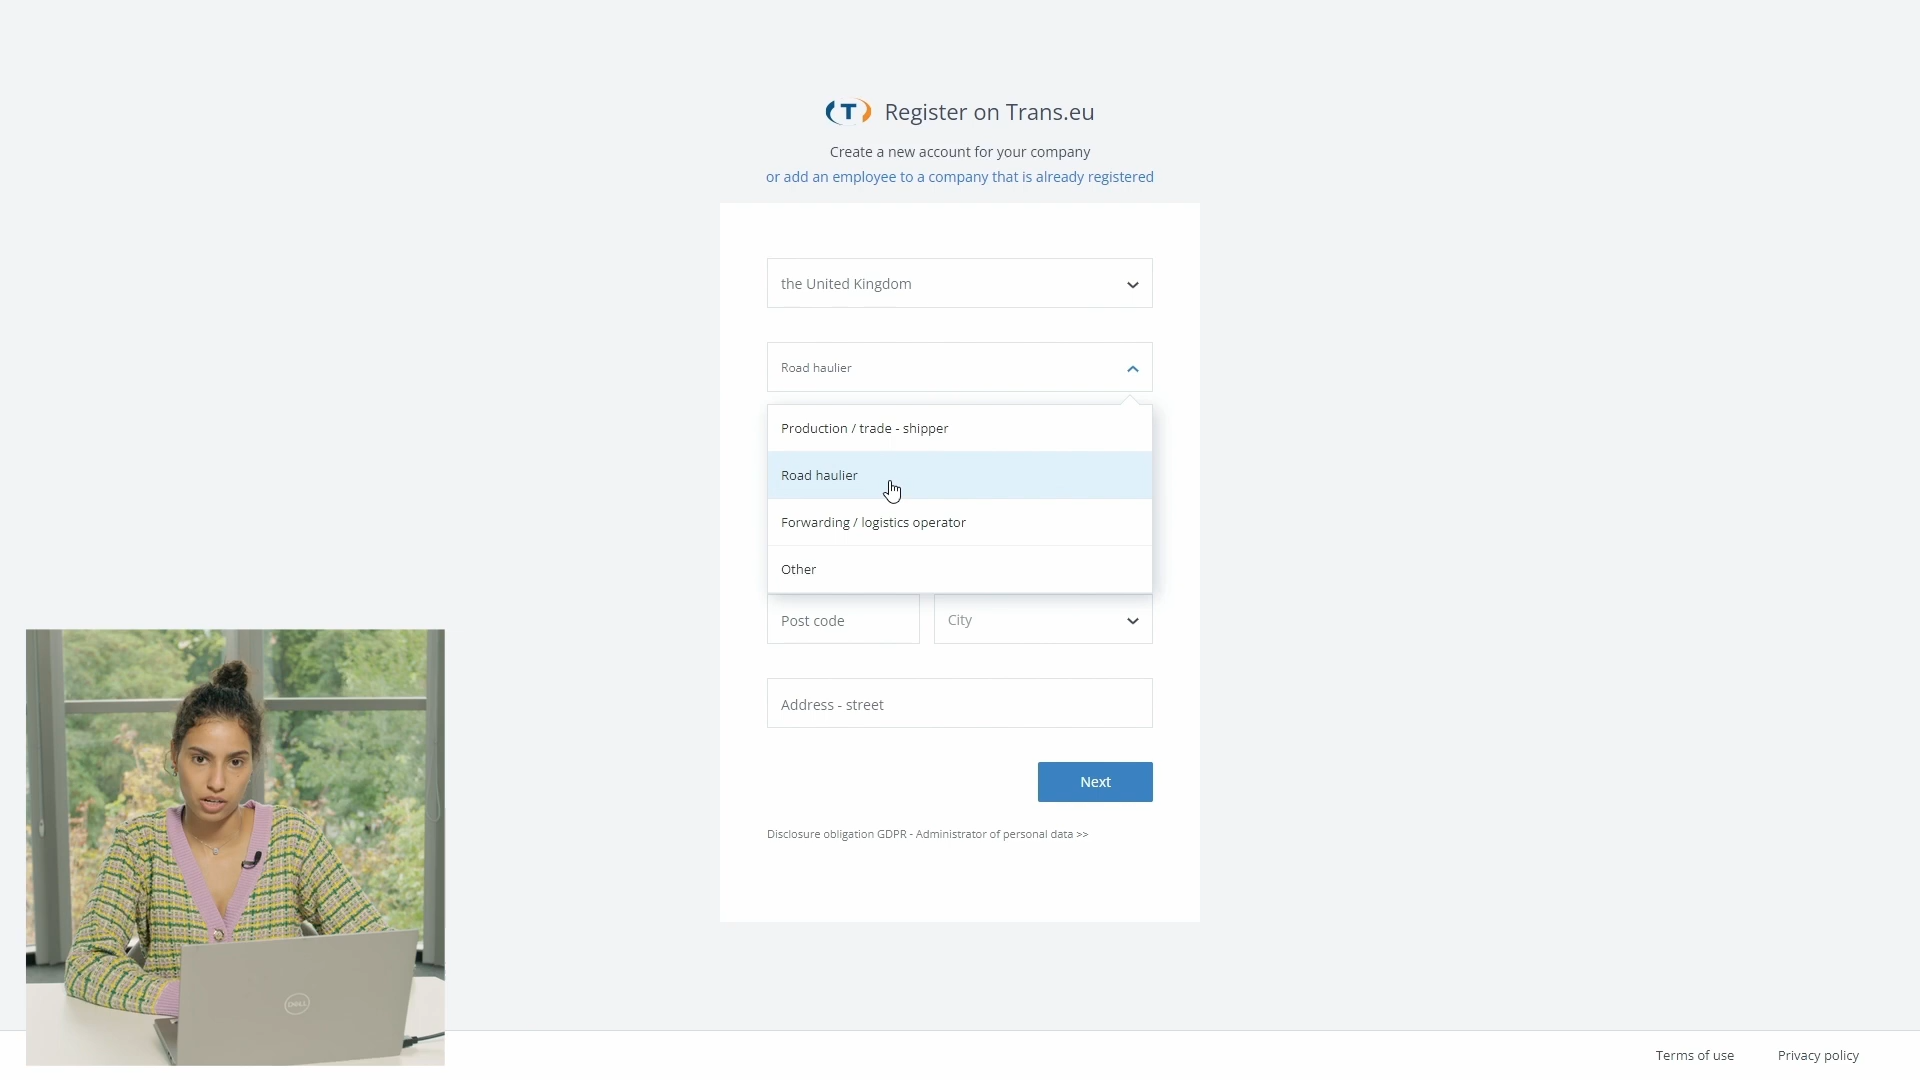 T Register on Trans.eu
Create a new account for your company
or add an employee to a company that is already registered
the United Kingdom
Road haulier
Production / trade - shipper
Road haulier
Forwarding / logistics operator
Other
Post code City
Address - street
Next
Disclosure obligation GDPR - Administrator of personal data >>
DELL
Terms of use Privacy policy